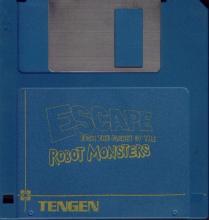 ESCAPE
FROM THE PLANET OF THE
ROBOT MONSTERS
TENGEN